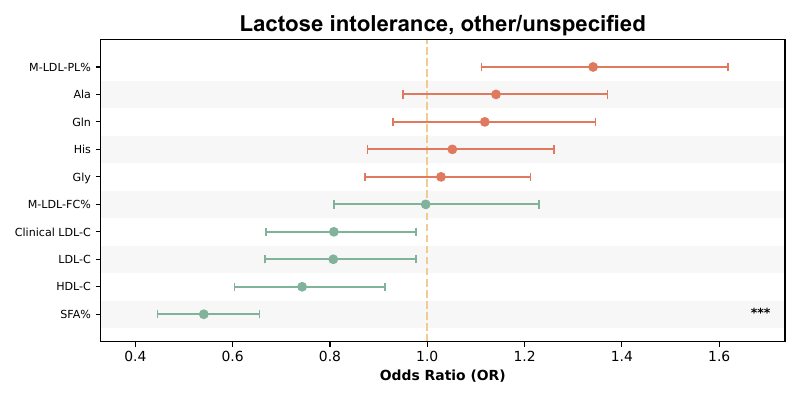 Lactose intolerance, other/unspecified
M-LDL-PL%
Ala
Gln
His
Gly
M-LDL-FC%
Clinical LDL-C
LDL-C
HDL-C
SFA%
***
0.4 0.6 0.8 1.0 1.2 1.4 1.6
Odds Ratio (OR)